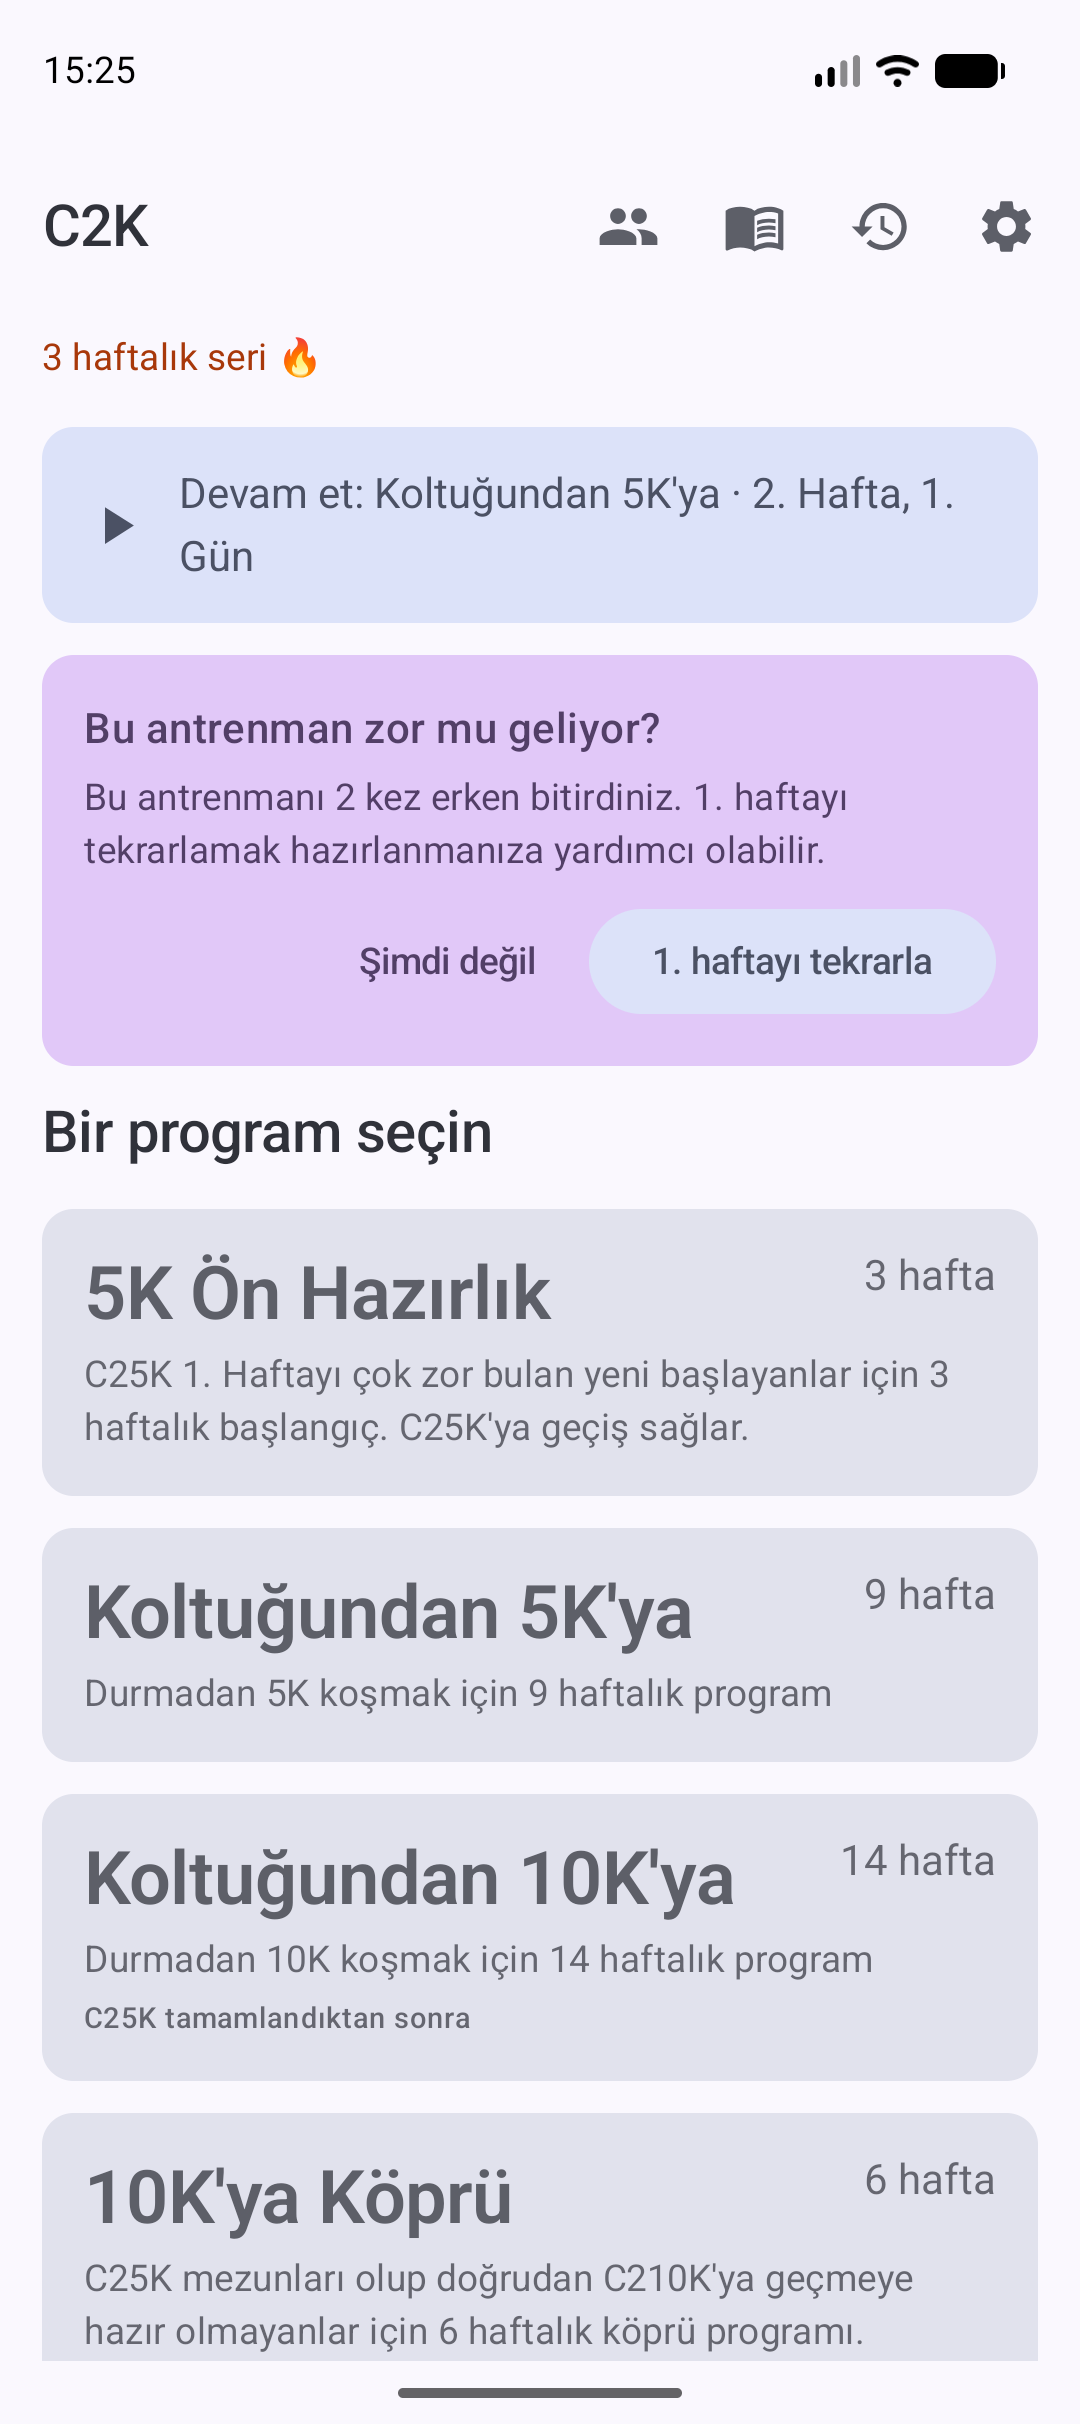 15:25
C2K
3 haftalık seri 🔥
Devam et: Koltuğundan 5K'ya · 2. Hafta, 1.
Gün
Bu antrenman zor mu geliyor?
Bu antrenmanı 2 kez erken bitirdiniz. 1. haftayı
tekrarlamak hazırlanmanıza yardımcı olabilir.
Şimdi değil
1. haftayı tekrarla
Bir program seçin
5K Ön Hazırlık
3 hafta
C25K 1. Haftayı çok zor bulan yeni başlayanlar için 3
haftalık başlangıç. C25K'ya geçiş sağlar.
Koltuğundan 5K'ya
9 hafta
Durmadan 5K koşmak için 9 haftalık program
Koltuğundan 10K'ya
14 hafta
Durmadan 10K koşmak için 14 haftalık program
C25K tamamlandıktan sonra
10K'ya Köprü
6 hafta
C25K mezunları olup doğrudan C210K'ya geçmeye
hazır olmayanlar için 6 haftalık köprü programı.